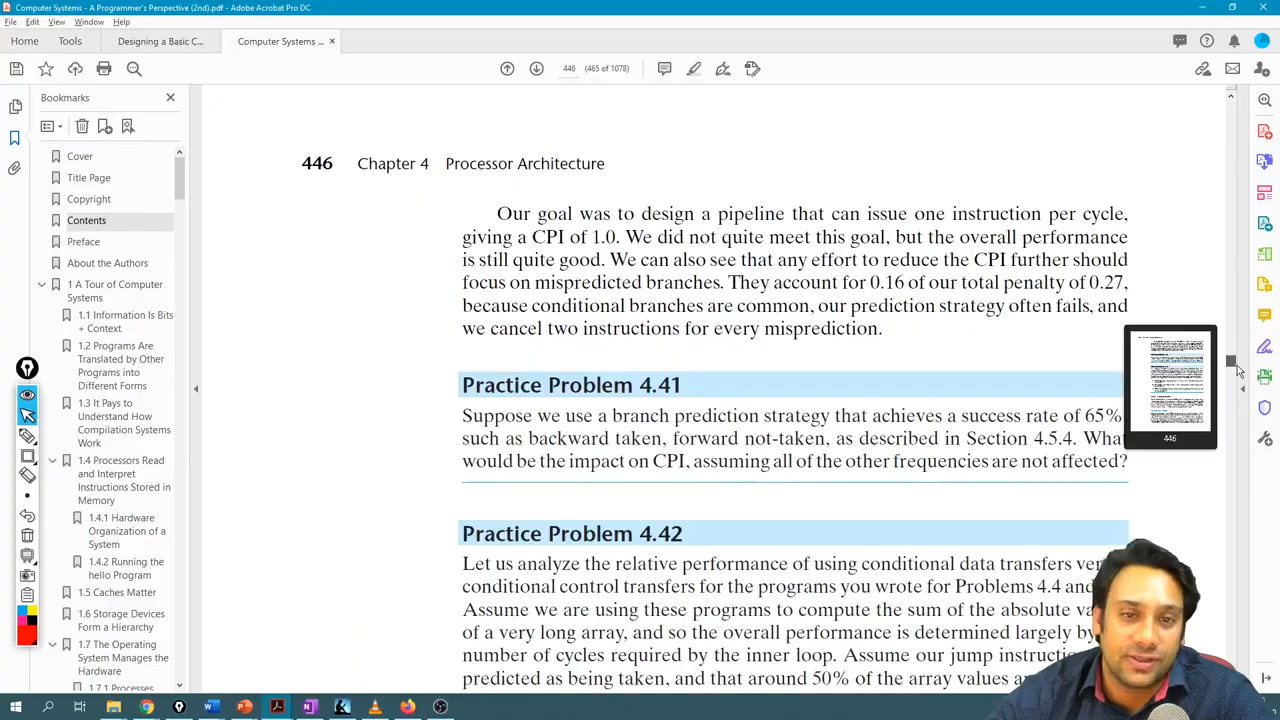 Computer Systems - A Programmer's Perspective (2nd).pdf - Adobe Acrobat Pro DC
File Edit View Window Help
Home Tools Designing a Basic C... Computer Systems ... ×
446 (465 of 1078)
Bookmarks
Cover
Title Page
Copyright
Contents
Preface
About the Authors
1 A Tour of Computer
Systems
1.1 Information Is Bits
+ Context
1.2 Programs Are
Translated by Other
Programs into
Different Forms
1.3 It Pays to
Understand How
Compilation Systems
Work
1.4 Processors Read
and Interpret
Instructions Stored in
Memory
1.4.1 Hardware
Organization of a
System
1.4.2 Running the
hello Program
1.5 Caches Matter
1.6 Storage Devices
Form a Hierarchy
1.7 The Operating
System Manages the
Hardware
1.7.1 Processes
446 Chapter 4 Processor Architecture
Our goal was to design a pipeline that can issue one instruction per cycle,
giving a CPI of 1.0. We did not quite meet this goal, but the overall performance
is still quite good. We can also see that any effort to reduce the CPI further should
focus on mispredicted branches. They account for 0.16 of our total penalty of 0.27,
because conditional branches are common, our prediction strategy often fails, and
we cancel two instructions for every misprediction.
Practice Problem 4.41
Suppose we use a branch prediction strategy that achieves a success rate of 65%,
such as backward taken, forward not-taken, as described in Section 4.5.4. What
would be the impact on CPI, assuming all of the other frequencies are not affected?
Practice Problem 4.42
Let us analyze the relative performance of using conditional data transfers ver
conditional control transfers for the programs you wrote for Problems 4.4 and
Assume we are using these programs to compute the sum of the absolute va
of a very long array, and so the overall performance is determined largely by
number of cycles required by the inner loop. Assume our jump instructi
predicted as being taken, and that around 50% of the array values a
446